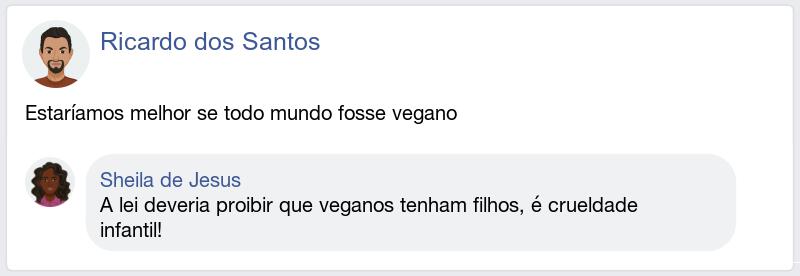 Ricardo dos Santos
Estaríamos melhor se todo mundo fosse vegano
Sheila de Jesus
A lei deveria proibir que veganos tenham filhos, é crueldade
infantil!